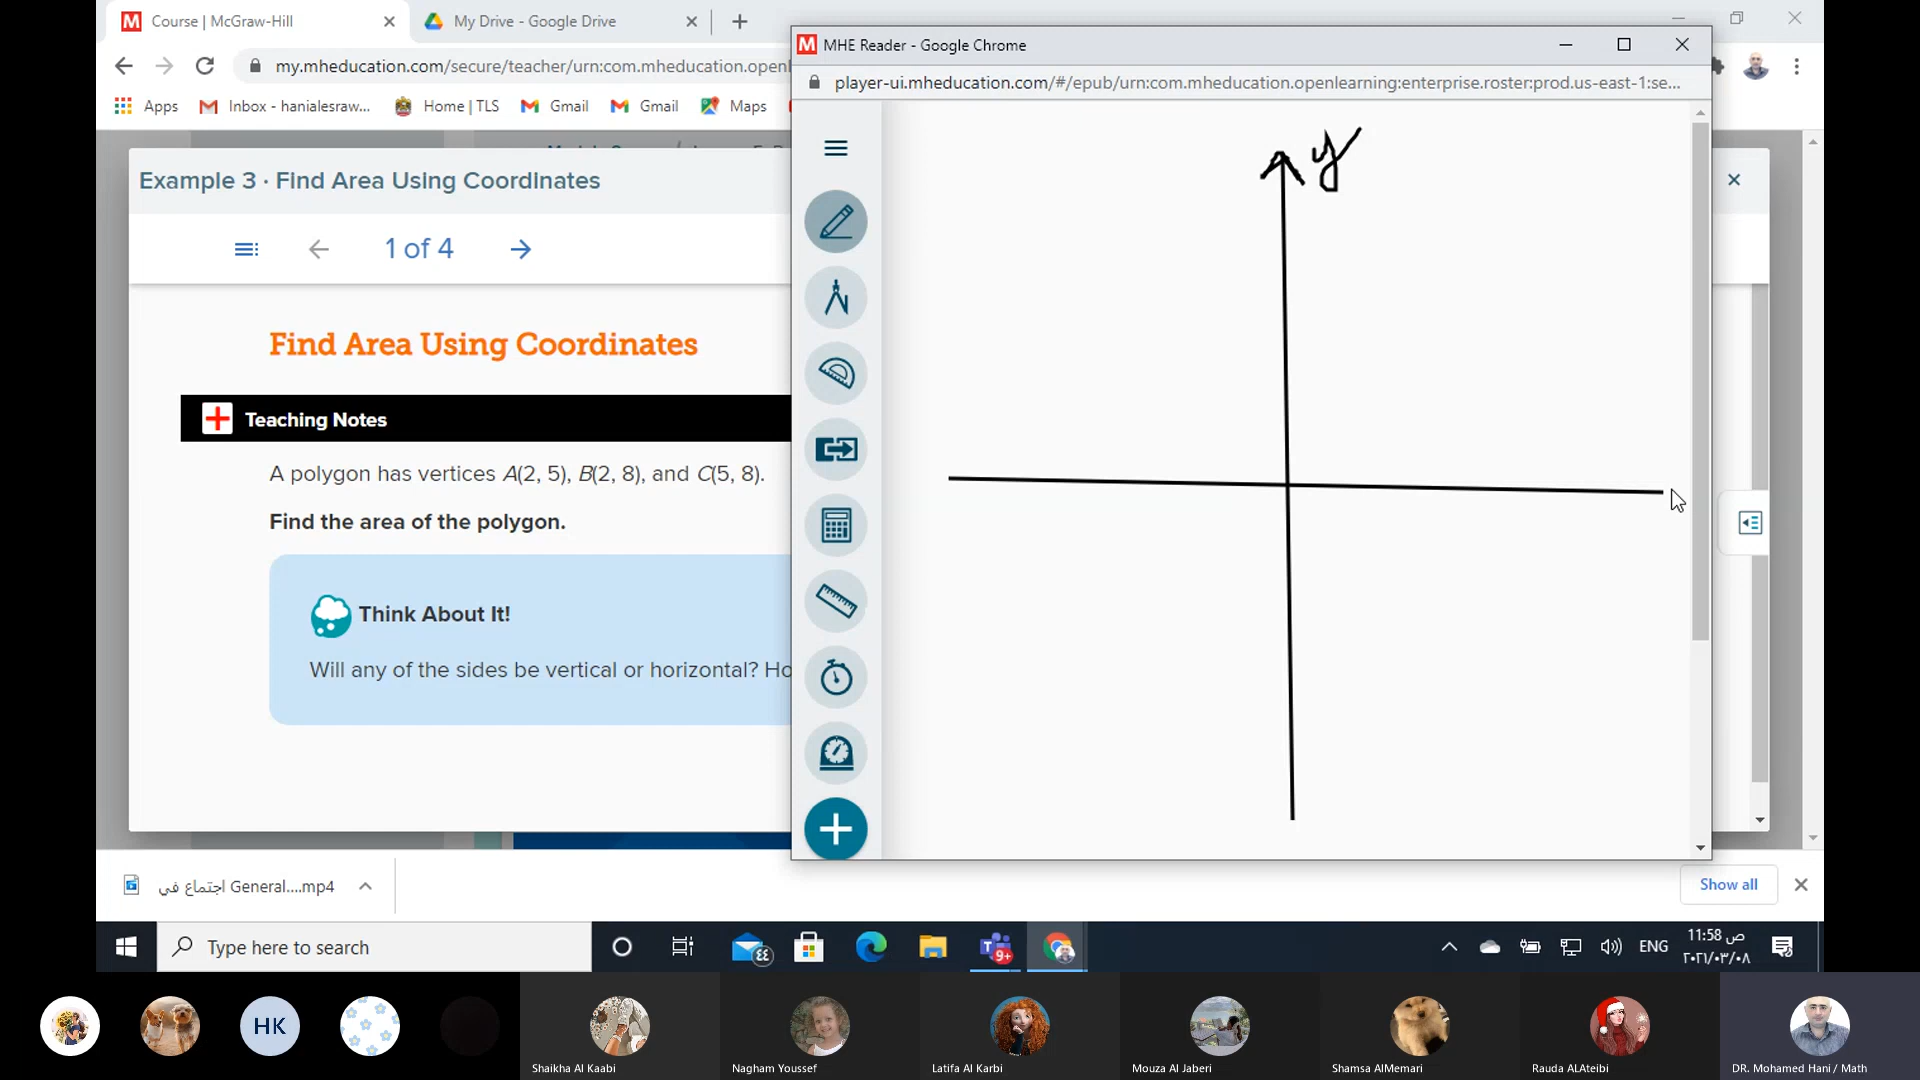 Course | McGraw-Hill
My Drive - Google Drive
MHE Reader - Google Chrome
my.mheducation.com/secure/teacher/urn:com.mheducation.openl
player-ui.mheducation.com/#/epub/urn:com.mheducation.openlearning:enterprise.roster:prod.us-east-1:se...
Apps
Inbox - hanialesraw...
Home | TLS
Gmail
Gmail
Maps
Example 3 · Find Area Using Coordinates
1 of 4
Find Area Using Coordinates
Teaching Notes
A polygon has vertices A(2, 5), B(2, 8), and C(5, 8).
Find the area of the polygon.
Think About It!
Will any of the sides be vertical or horizontal? Ho
y
اجتماع في General....mp4
Show all
Type here to search
٤٤
9+
ENG
11:58 ص
٢٠٢١/٠٣/٠٨
HK
Shaikha Al Kaabi
Nagham Youssef
Latifa Al Karbi
Mouza Al Jaberi
Shamsa AlMemari
Rauda ALAteibi
DR. Mohamed Hani / Math